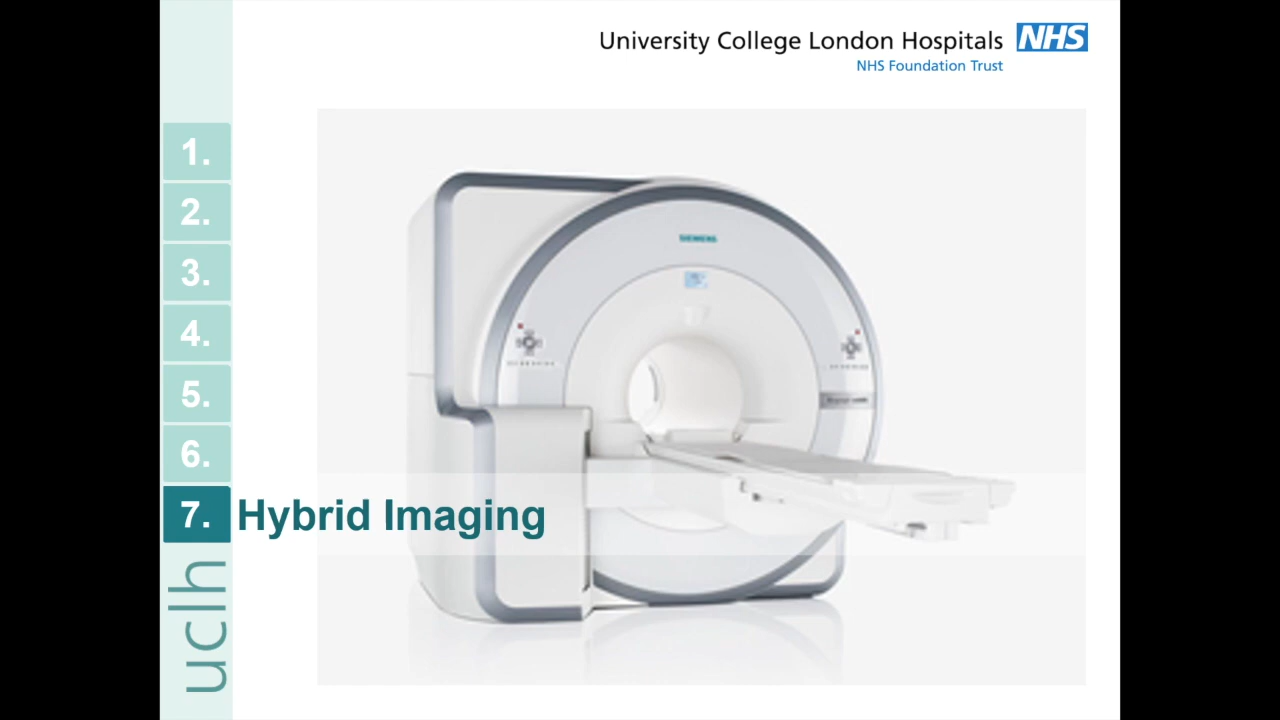 University College London Hospitals NHS
NHS Foundation Trust
SIEMENS
1.
2.
3.
4.
5.
6.
7. Hybrid Imaging
uclh